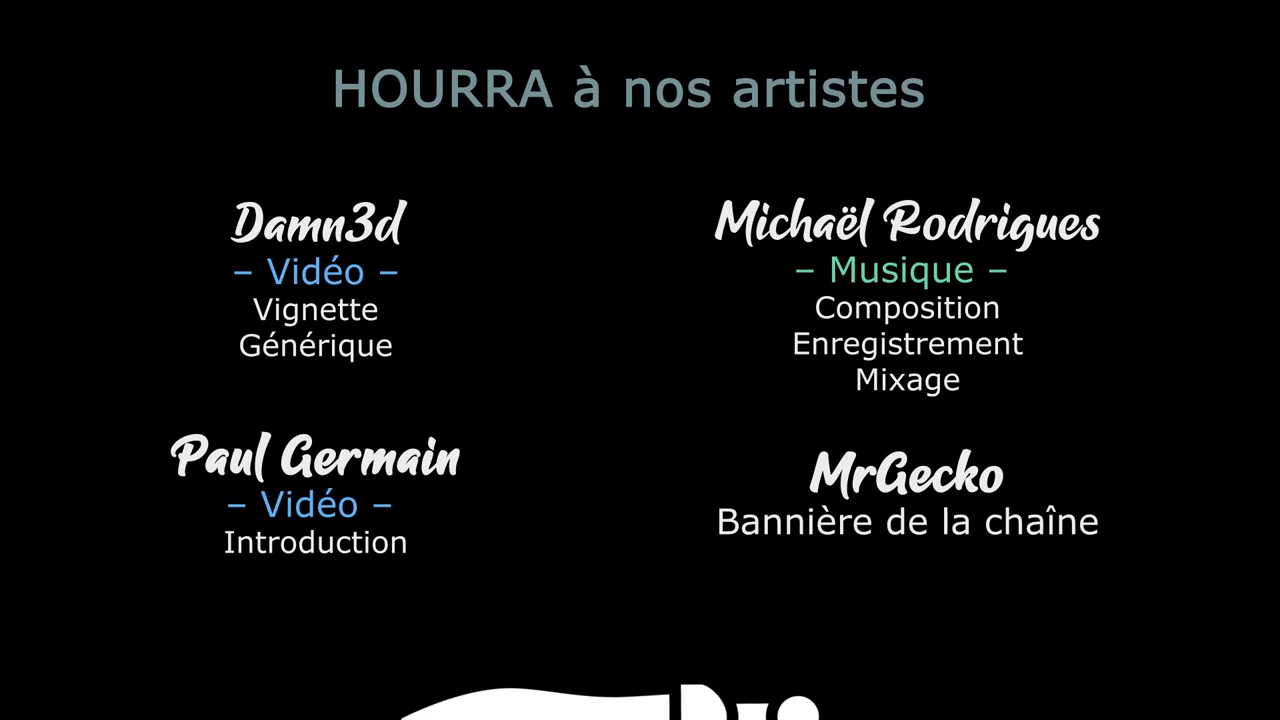 HOURRA à nos artistes
Damn3d
– Vidéo –
Vignette
Générique
Michaël Rodrigues
– Musique –
Composition
Enregistrement
Mixage
Paul Germain
– Vidéo –
Introduction
MrGecko
Bannière de la chaîne